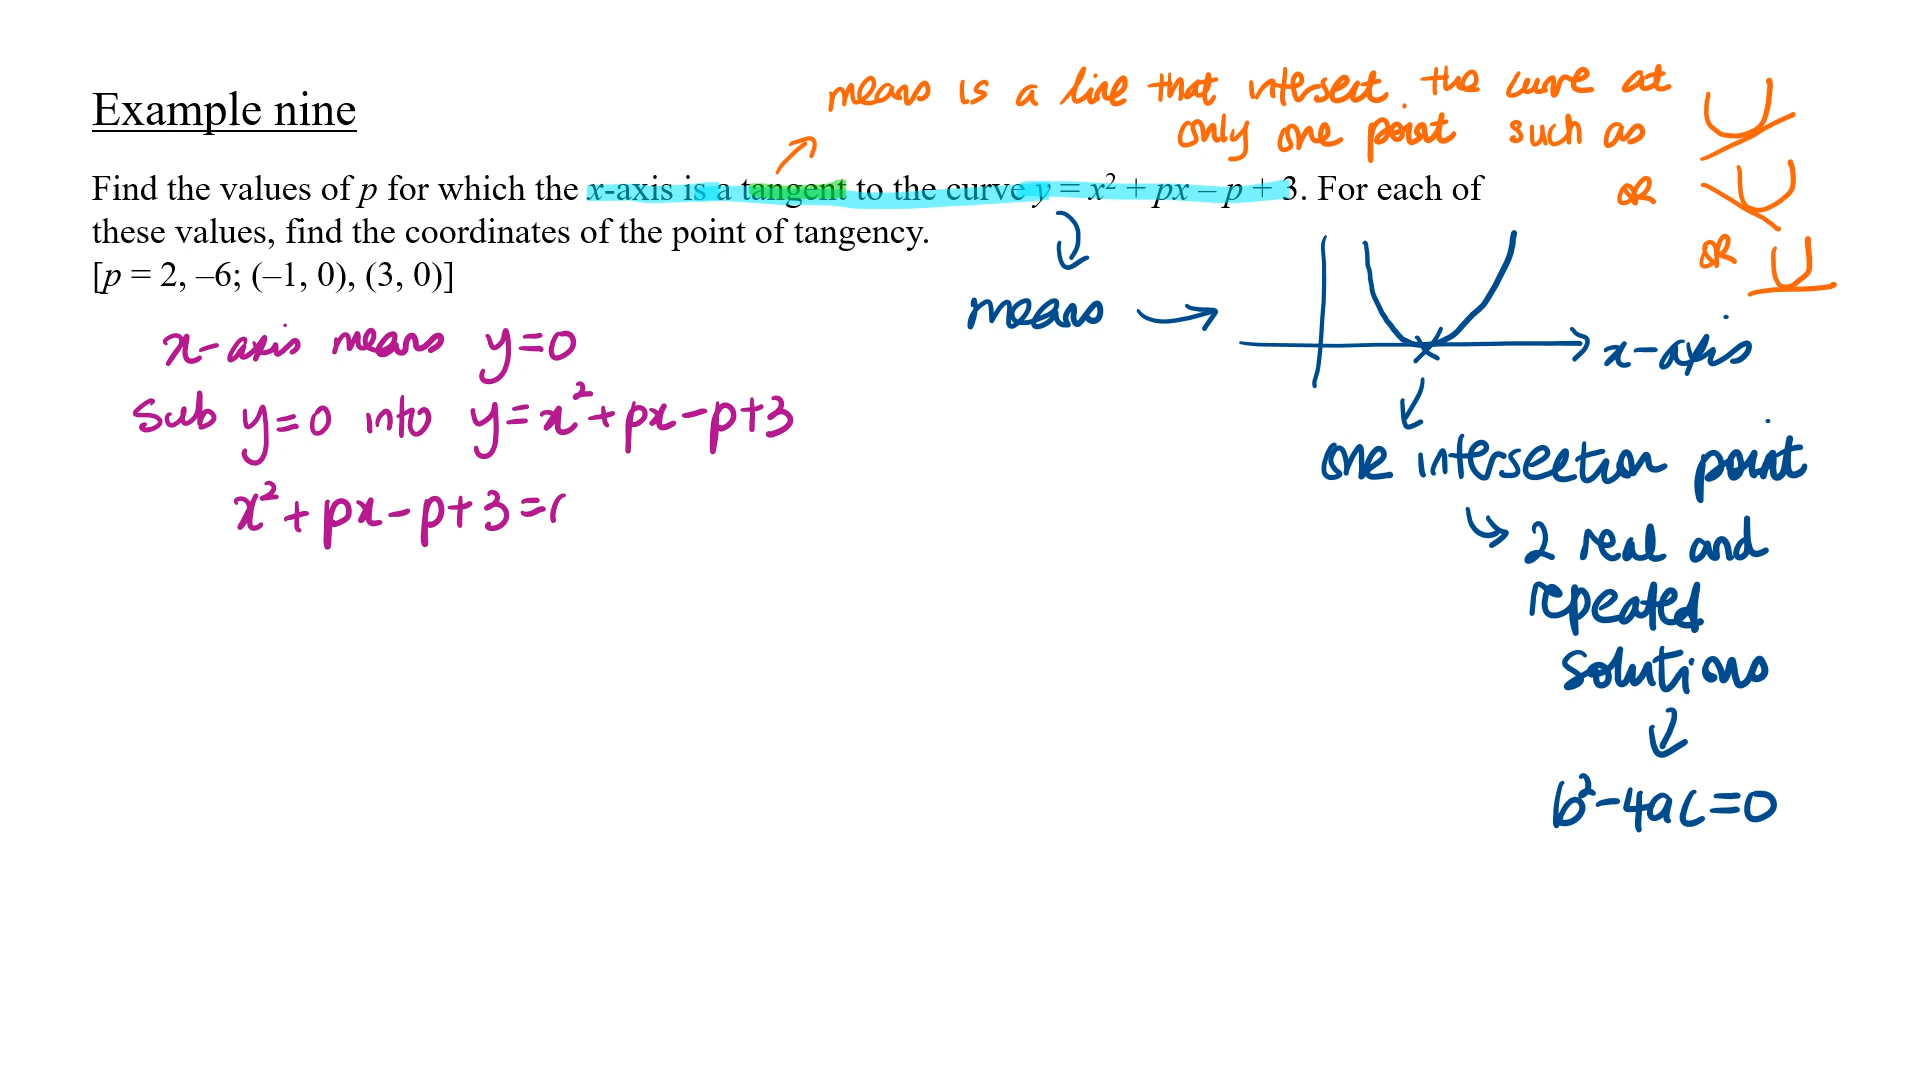 Example nine
means is a line that intersect the curve at
only one point such as
OR
OR
Find the values of p for which the x-axis is a tangent to the curve y = x² + px – p + 3. For each of
these values, find the coordinates of the point of tangency.
[p = 2, –6; (–1, 0), (3, 0)]
means
x-axis
x-axis means y=0
Sub y=0 into y=x²+px-p+3
x²+px-p+3=
one intersection point
2 real and
repeated
solutions
b²-4ac=0